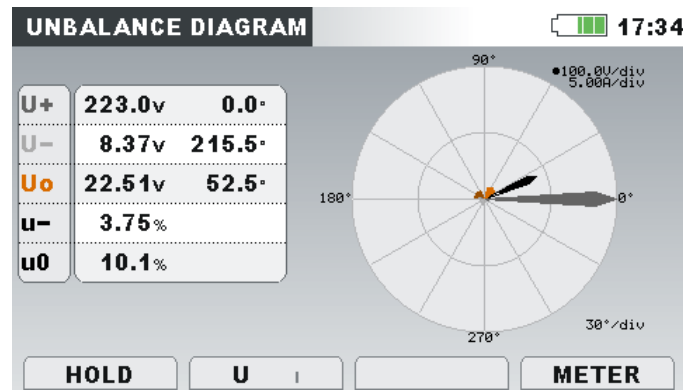 UNBALANCE DIAGRAM 17:34
90°
●100.0V/div
5.00A/div
U+ 223.0v 0.0°
U− 8.37v 215.5°
Uo 22.51v 52.5°
180° 0°
u− 3.75%
u0 10.1%
30°/div
270°
HOLD U I METER